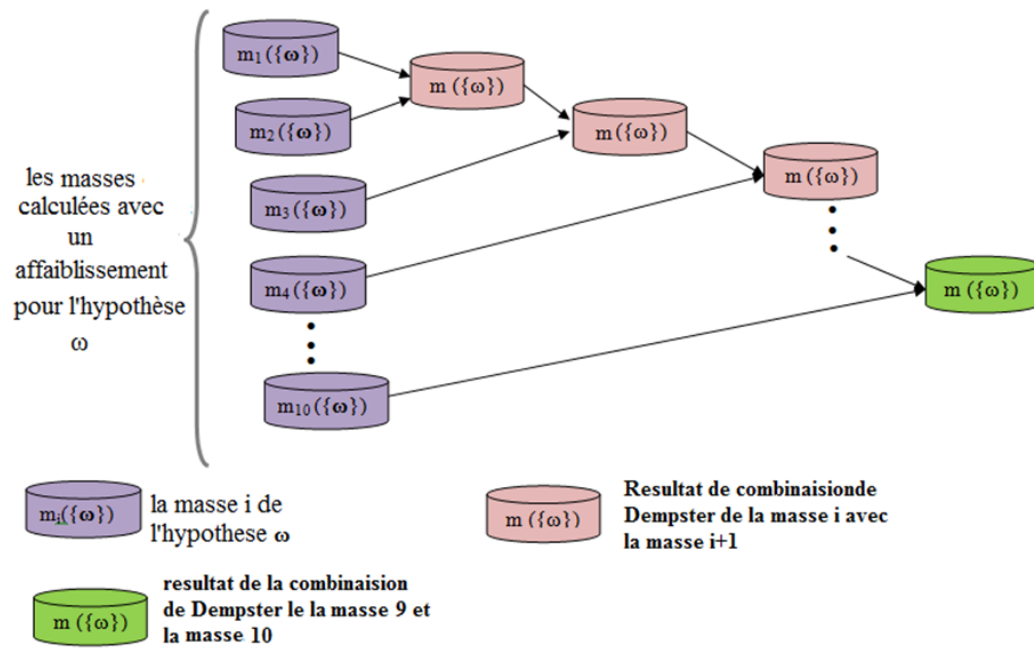 m₁({ω})
m ({ω})
m₂({ω})
m({ω})
les masses
calculées avec
un
affaiblissement
pour l'hypothèse
ω
m ({ω})
m₃({ω})
m₄({ω})
m ({ω})
m₁₀({ω})
mᵢ({ω})
la masse i de
l'hypothese ω
m ({ω})
Resultat de combinaisionde
Dempster de la masse i avec
la masse i+1
m ({ω})
resultat de la combinaision
de Dempster le la masse 9 et
la masse 10